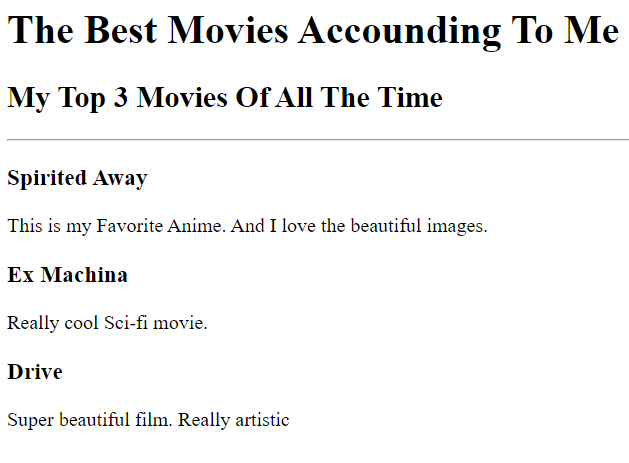 The Best Movies Accounding To Me
My Top 3 Movies Of All The Time
Spirited Away
This is my Favorite Anime. And I love the beautiful images.
Ex Machina
Really cool Sci-fi movie.
Drive
Super beautiful film. Really artistic